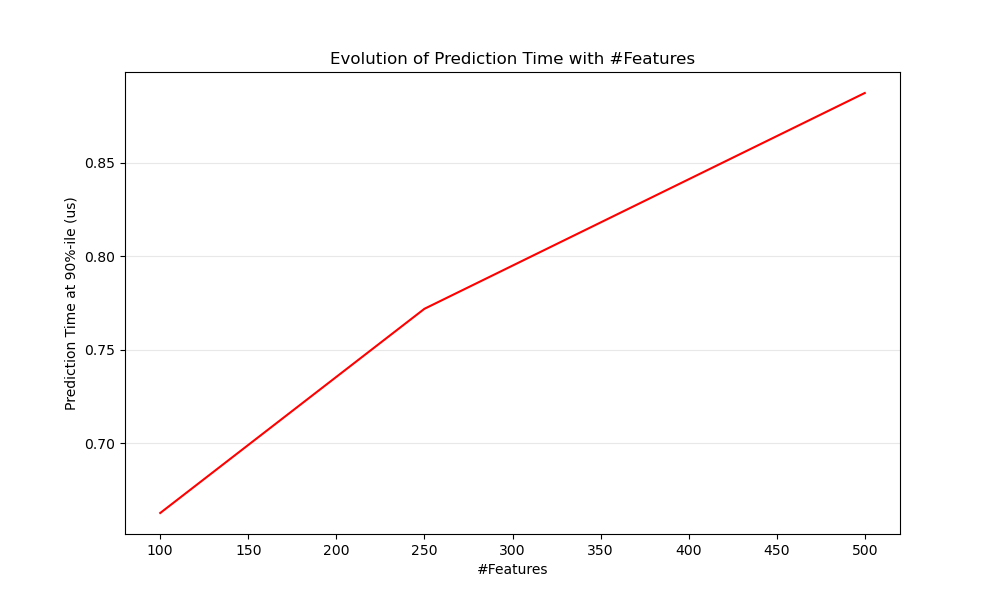 Evolution of Prediction Time with #Features
Prediction Time at 90%-ile (us)
0.85
0.80
0.75
0.70
100 150 200 250 300 350 400 450 500
#Features